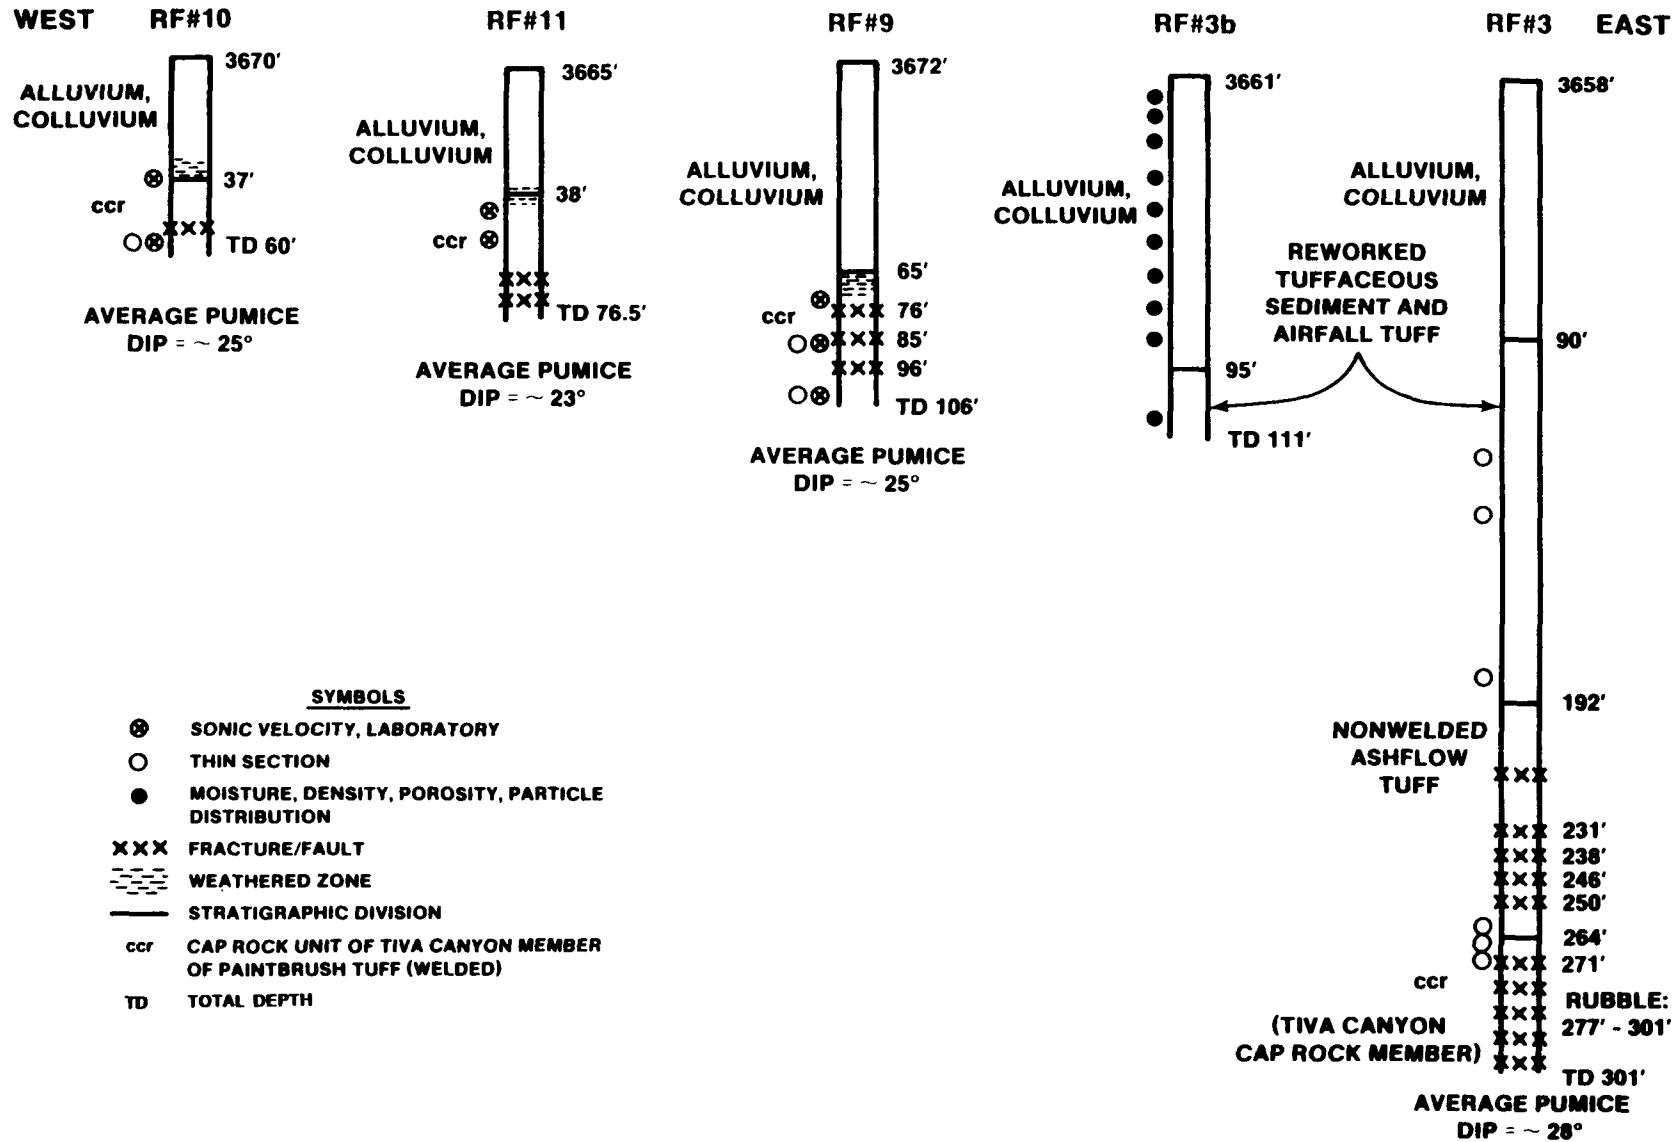 WEST RF#10 RF#11 RF#9 RF#3b RF#3 EAST
3670'
ALLUVIUM,
COLLUVIUM
37'
ccr
TD 60'
AVERAGE PUMICE
DIP = ~ 25°
3665'
ALLUVIUM,
COLLUVIUM
38'
ccr
TD 76.5'
AVERAGE PUMICE
DIP = ~ 23°
3672'
ALLUVIUM,
COLLUVIUM
65'
ccr
76'
85'
96'
TD 106'
AVERAGE PUMICE
DIP = ~ 25°
3661'
ALLUVIUM,
COLLUVIUM
95'
TD 111'
REWORKED
TUFFACEOUS
SEDIMENT AND
AIRFALL TUFF
3658'
ALLUVIUM,
COLLUVIUM
90'
192'
NONWELDED
ASHFLOW
TUFF
231'
238'
246'
250'
264'
271'
ccr
RUBBLE:
277' - 301'
(TIVA CANYON
CAP ROCK MEMBER)
TD 301'
AVERAGE PUMICE
DIP = ~ 28°
SYMBOLS
SONIC VELOCITY, LABORATORY
THIN SECTION
MOISTURE, DENSITY, POROSITY, PARTICLE
DISTRIBUTION
XXX FRACTURE/FAULT
WEATHERED ZONE
STRATIGRAPHIC DIVISION
ccr CAP ROCK UNIT OF TIVA CANYON MEMBER
OF PAINTBRUSH TUFF (WELDED)
TD TOTAL DEPTH